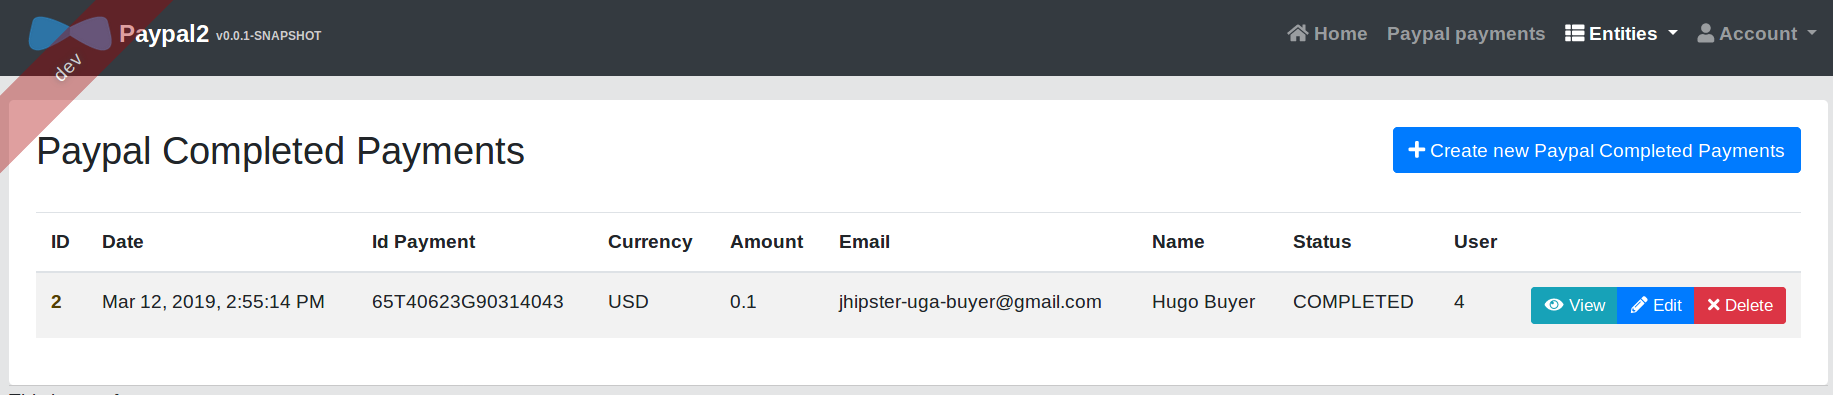 Paypal2 v0.0.1-SNAPSHOT
Home Paypal payments Entities Account
dev
Paypal Completed Payments
Create new Paypal Completed Payments
ID Date Id Payment Currency Amount Email Name Status User
2 Mar 12, 2019, 2:55:14 PM 65T40623G90314043 USD 0.1 jhipster-uga-buyer@gmail.com Hugo Buyer COMPLETED 4 View Edit Delete